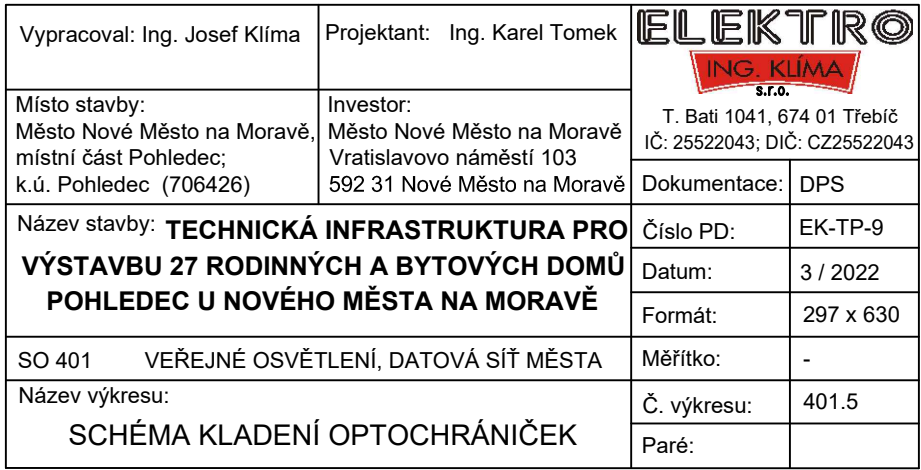 Vypracoval: Ing. Josef Klíma
Projektant: Ing. Karel Tomek
ELEKTRO
ING. KLÍMA
s.r.o.
T. Bati 1041, 674 01 Třebíč
IČ: 25522043; DIČ: CZ25522043
Místo stavby:
Město Nové Město na Moravě,
místní část Pohledec;
k.ú. Pohledec (706426)
Investor:
Město Nové Město na Moravě
Vratislavovo náměstí 103
592 31 Nové Město na Moravě
Dokumentace: DPS
Název stavby: TECHNICKÁ INFRASTRUKTURA PRO
VÝSTAVBU 27 RODINNÝCH A BYTOVÝCH DOMŮ
POHLEDEC U NOVÉHO MĚSTA NA MORAVĚ
Číslo PD: EK-TP-9
Datum: 3 / 2022
Formát: 297 x 630
SO 401 VEŘEJNÉ OSVĚTLENÍ, DATOVÁ SÍŤ MĚSTA
Měřítko: -
Název výkresu:
SCHÉMA KLADENÍ OPTOCHRÁNIČEK
Č. výkresu: 401.5
Paré: